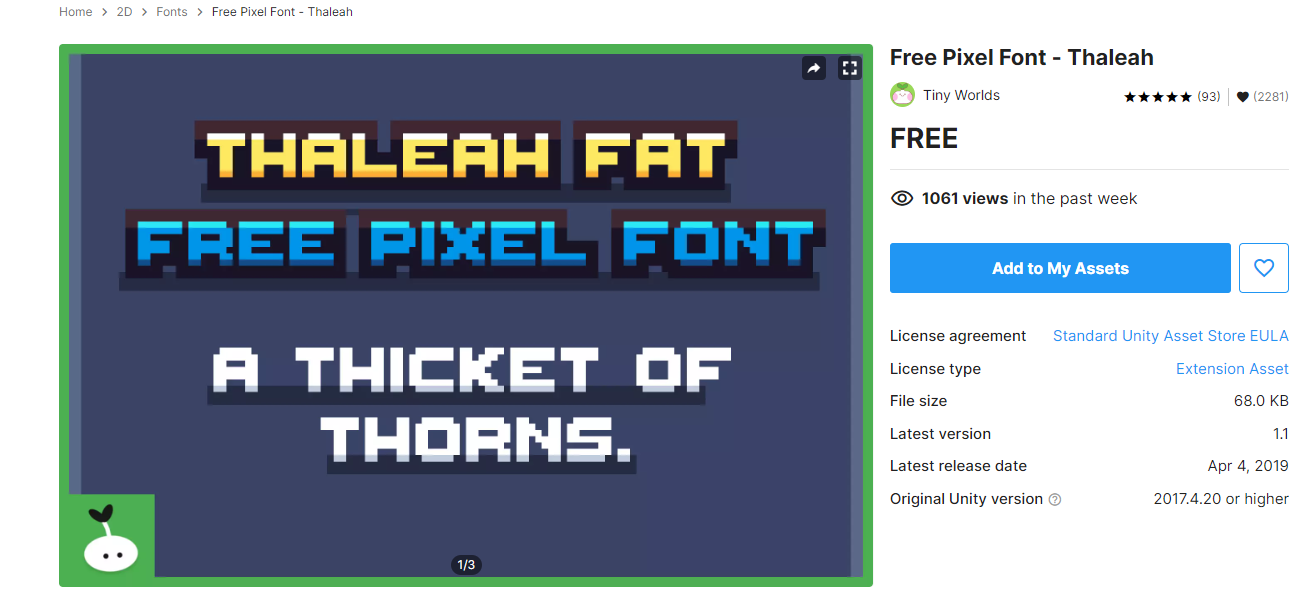 Home > 2D > Fonts > Free Pixel Font - Thaleah
THALEAH FAT
FREE PIXEL FONT
A THICKET OF
THORNS.
1/3
Free Pixel Font - Thaleah
Tiny Worlds ★★★★★ (93) (2281)
FREE
1061 views in the past week
Add to My Assets
License agreement Standard Unity Asset Store EULA
License type Extension Asset
File size 68.0 KB
Latest version 1.1
Latest release date Apr 4, 2019
Original Unity version ? 2017.4.20 or higher